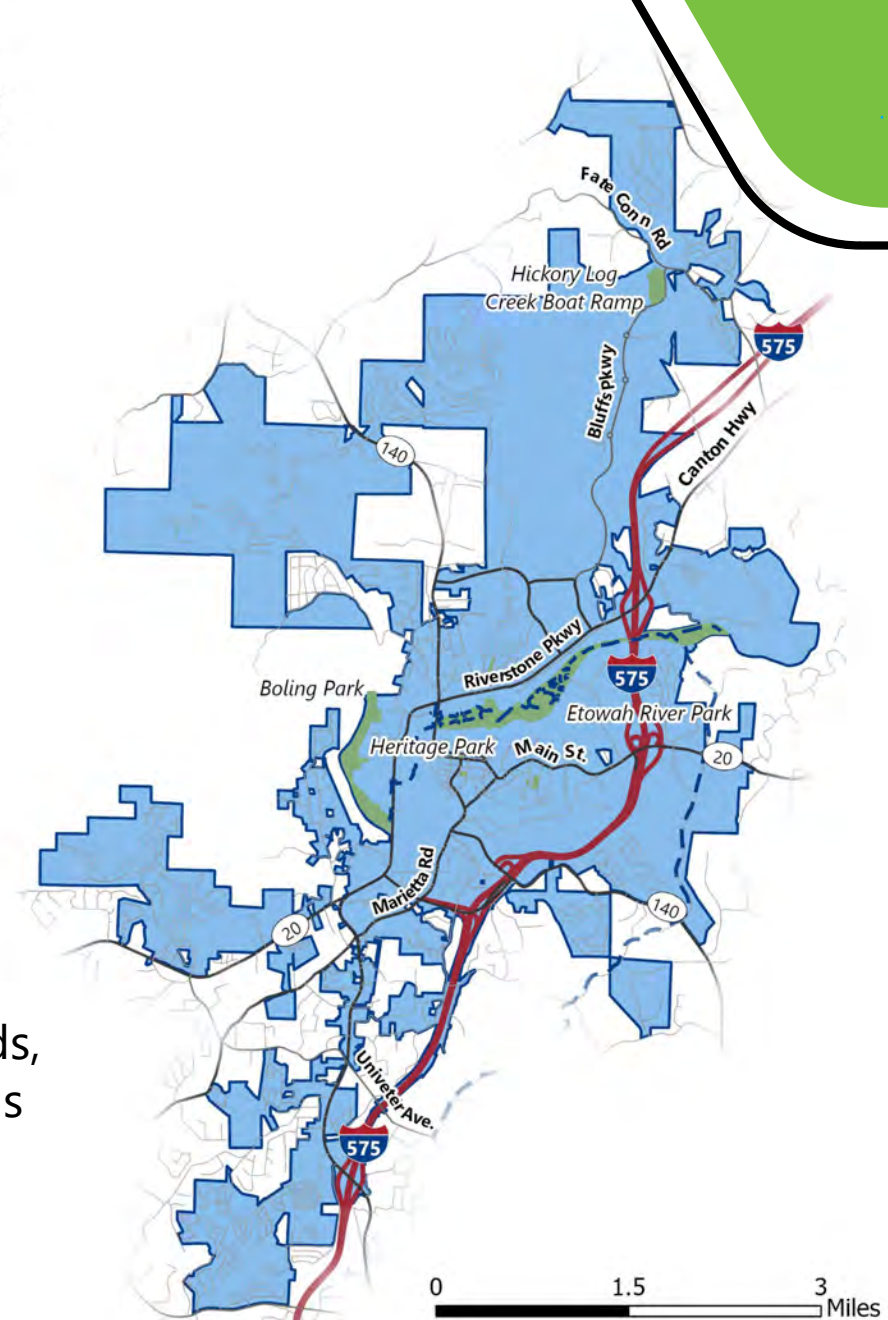 Fate Conn Rd
Hickory Log
Creek Boat Ramp
575
Bluffs pkwy
Canton Hwy
140
Riverstone Pkwy
575
Boling Park
Etowah River Park
Heritage Park
Main St.
20
Marietta Rd
140
20
ds,
s
Univeter Ave.
575
0 1.5 3
Miles